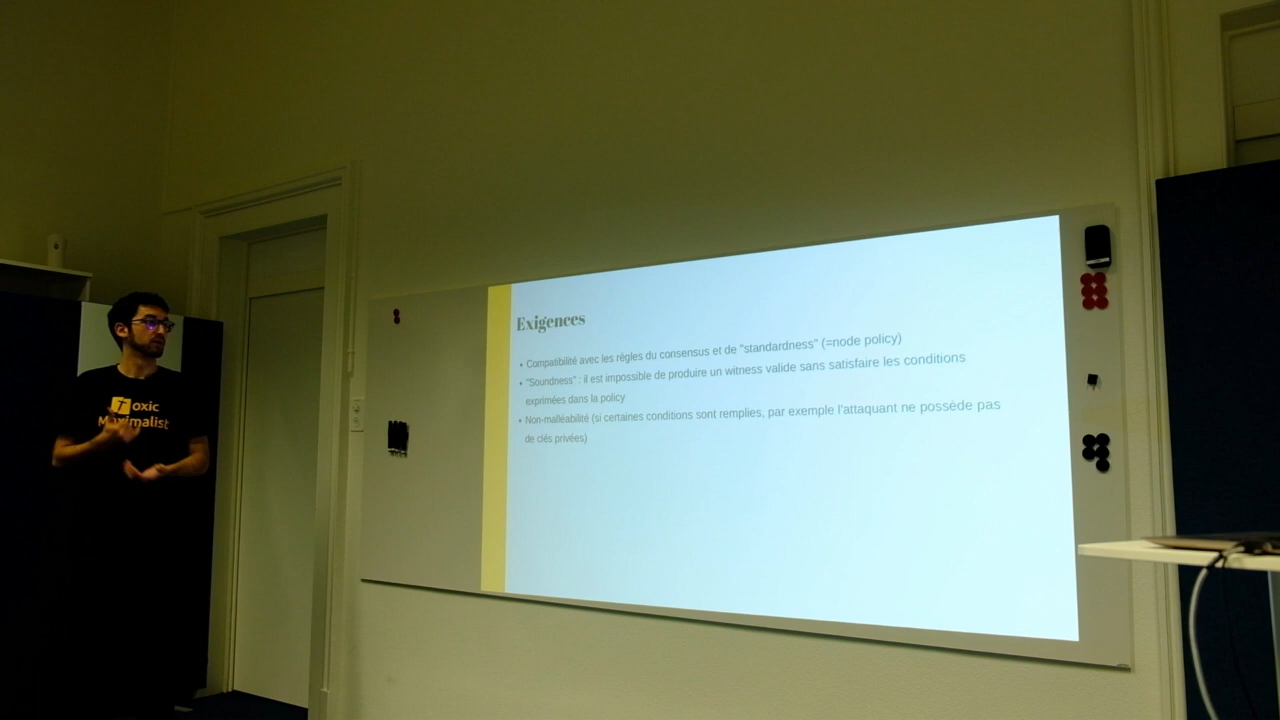 Toxic
Maximalist
Exigences
• Compatibilité avec les règles du consensus et de "standardness" (=node policy)
• "Soundness" : il est impossible de produire un witness valide sans satisfaire les conditions
exprimées dans la policy
• Non-malléabilité (si certaines conditions sont remplies, par exemple l'attaquant ne possède pas
de clés privées)